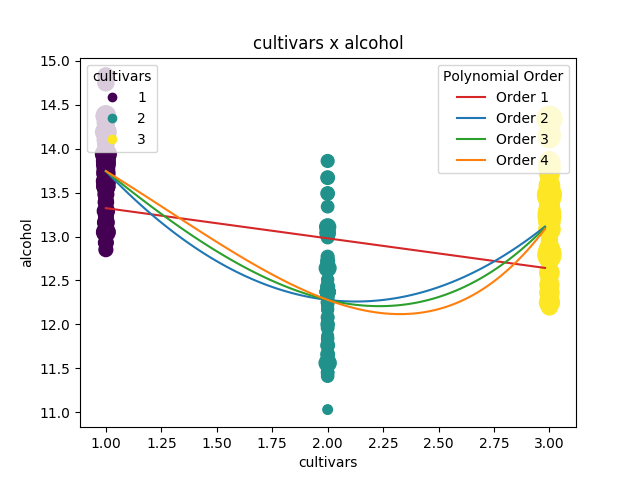 cultivars x alcohol
15.0
14.5
14.0
13.5
13.0
12.5
12.0
11.5
11.0
alcohol
cultivars
1
2
3
Polynomial Order
Order 1
Order 2
Order 3
Order 4
1.00 1.25 1.50 1.75 2.00 2.25 2.50 2.75 3.00
cultivars